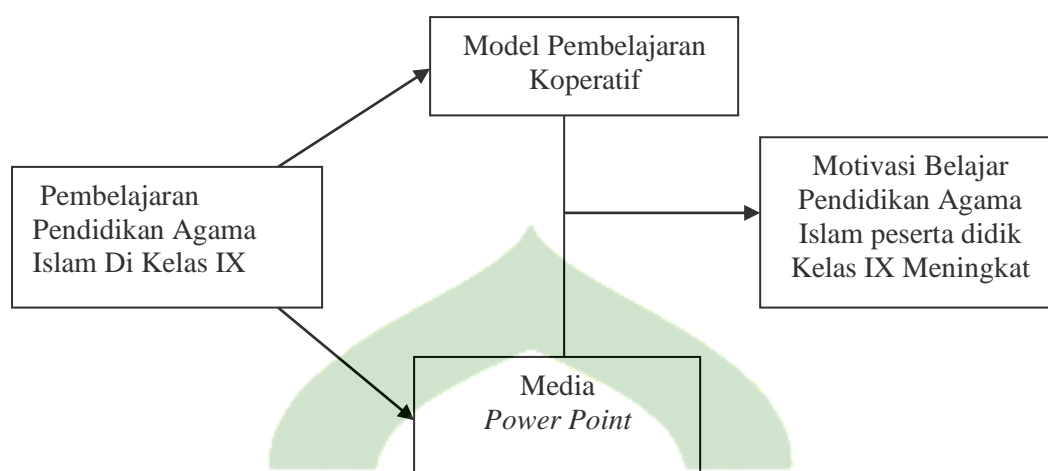 Model Pembelajaran
Koperatif
Pembelajaran
Pendidikan Agama
Islam Di Kelas IX
Motivasi Belajar
Pendidikan Agama
Islam peserta didik
Kelas IX Meningkat
Media
Power Point